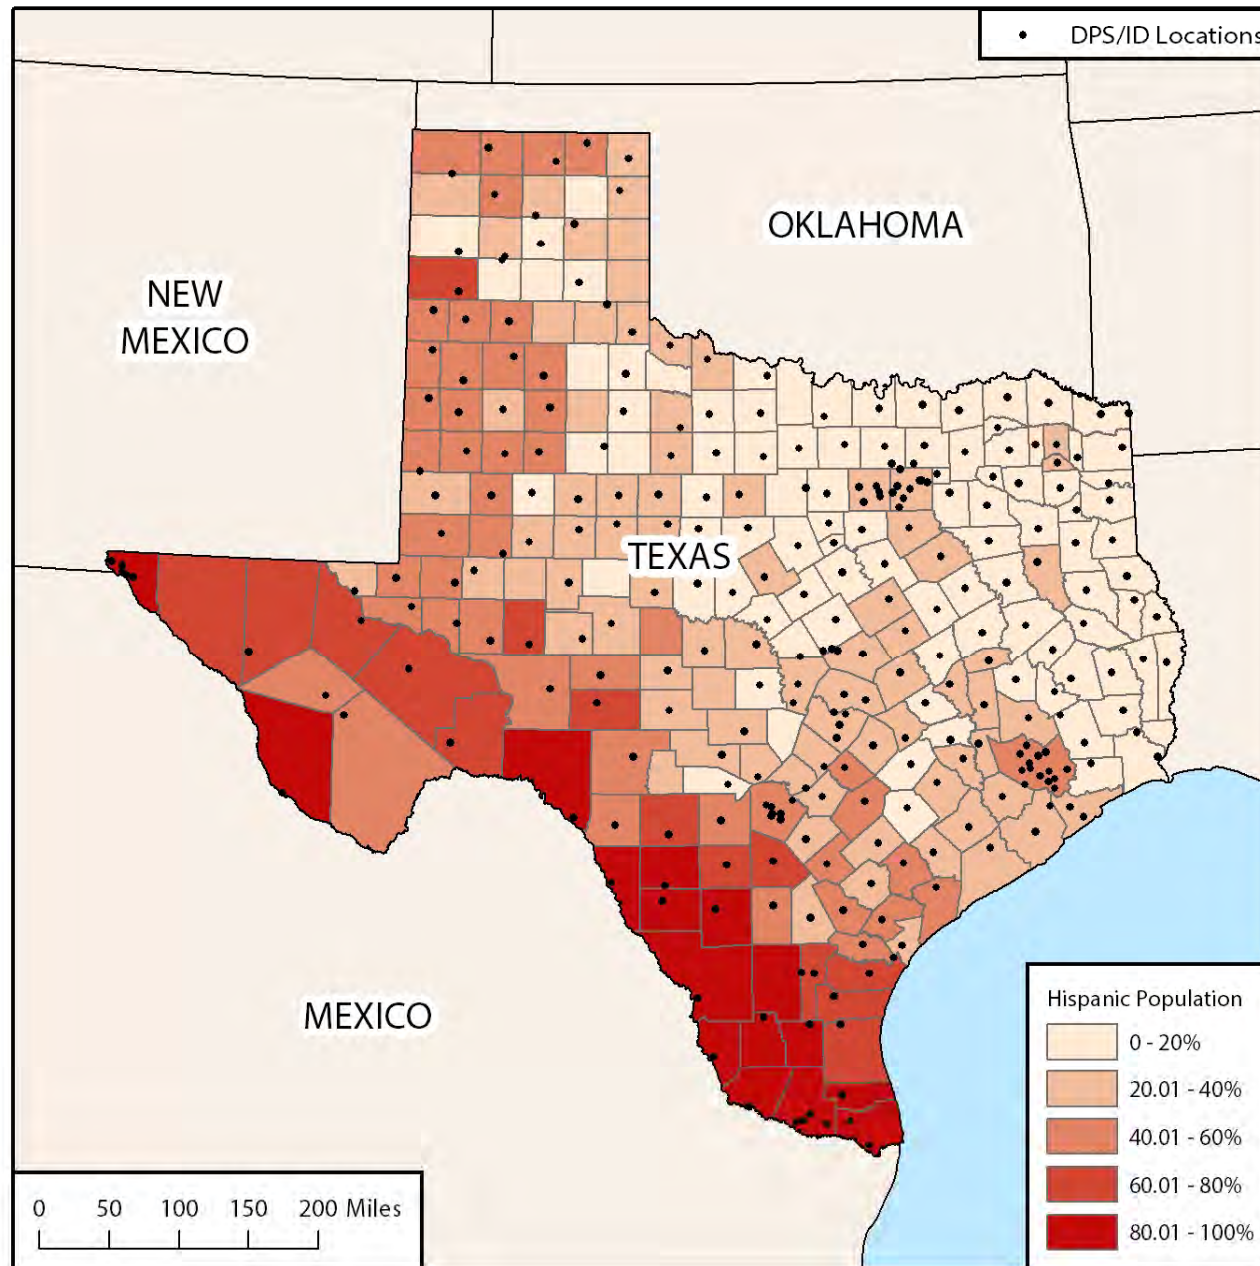 DPS/ID Locations
OKLAHOMA
NEW
MEXICO
TEXAS
MEXICO
Hispanic Population
0 - 20%
20.01 - 40%
40.01 - 60%
60.01 - 80%
80.01 - 100%
0 50 100 150 200 Miles